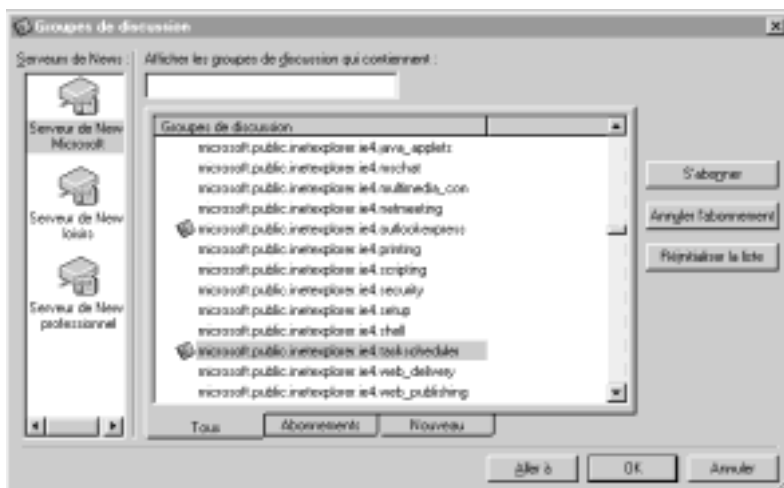 Groupes de discussion
Serveurs de News :
Afficher les groupes de discussion qui contiennent :
Serveur de New
Microsoft
Serveur de New
loisirs
Serveur de New
professionnel
Groupes de discussion
microsoft.public.inetexplorer.ie4.java_applets
microsoft.public.inetexplorer.ie4.mschat
microsoft.public.inetexplorer.ie4.multimedia_con
microsoft.public.inetexplorer.ie4.netmeeting
microsoft.public.inetexplorer.ie4.outlookexpress
microsoft.public.inetexplorer.ie4.printing
microsoft.public.inetexplorer.ie4.scripting
microsoft.public.inetexplorer.ie4.security
microsoft.public.inetexplorer.ie4.setup
microsoft.public.inetexplorer.ie4.shell
microsoft.public.inetexplorer.ie4.taskscheduler
microsoft.public.inetexplorer.ie4.web_delivery
microsoft.public.inetexplorer.ie4.web_publishing
S'abonner
Annuler l'abonnement
Réinitialiser la liste
Tous
Abonnements
Nouveau
Aller à
OK
Annuler